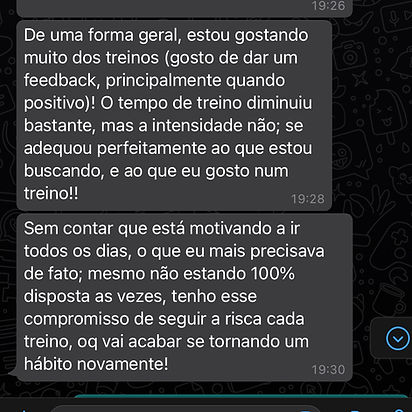 19:26
De uma forma geral, estou gostando
muito dos treinos (gosto de dar um
feedback, principalmente quando
positivo)! O tempo de treino diminuiu
bastante, mas a intensidade não; se
adequou perfeitamente ao que estou
buscando, e ao que eu gosto num
treino!!
19:28
Sem contar que está motivando a ir
todos os dias, o que eu mais precisava
de fato; mesmo não estando 100%
disposta as vezes, tenho esse
compromisso de seguir a risca cada
treino, oq vai acabar se tornando um
hábito novamente!
19:30